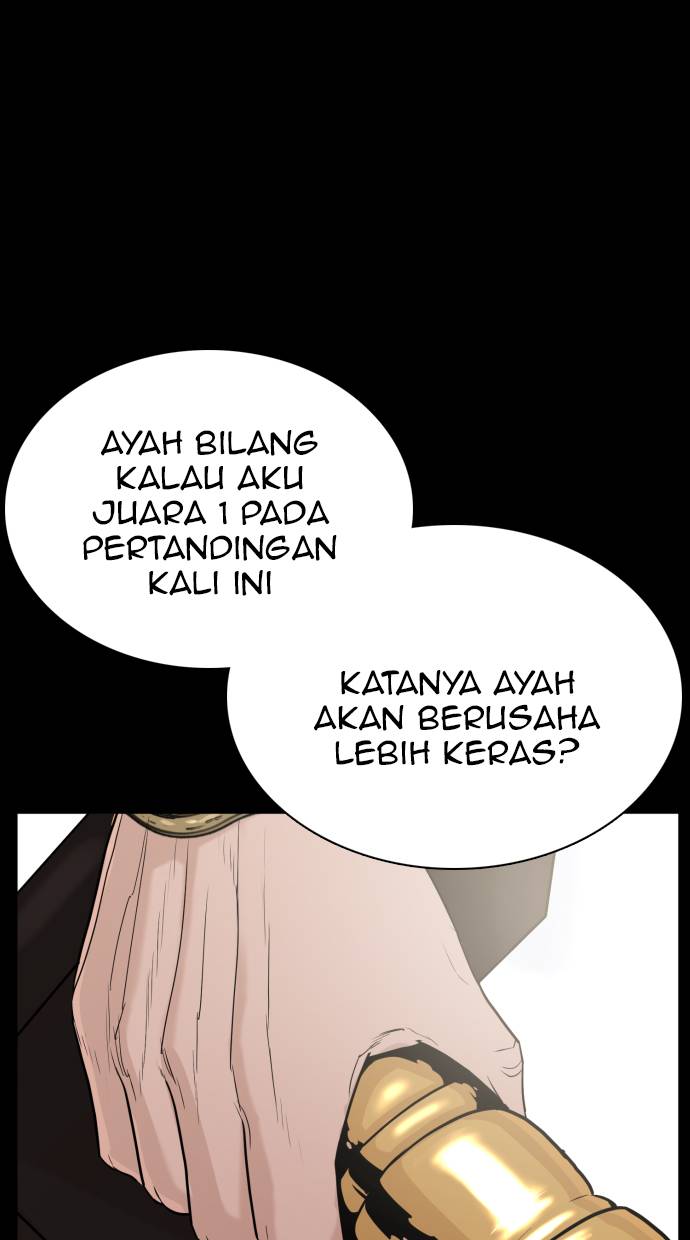 AYAH BILANG
KALAU AKU
JUARA 1 PADA
PERTANDINGAN
KALI INI
KATANYA AYAH
AKAN BERUSAHA
LEBIH KERAS?